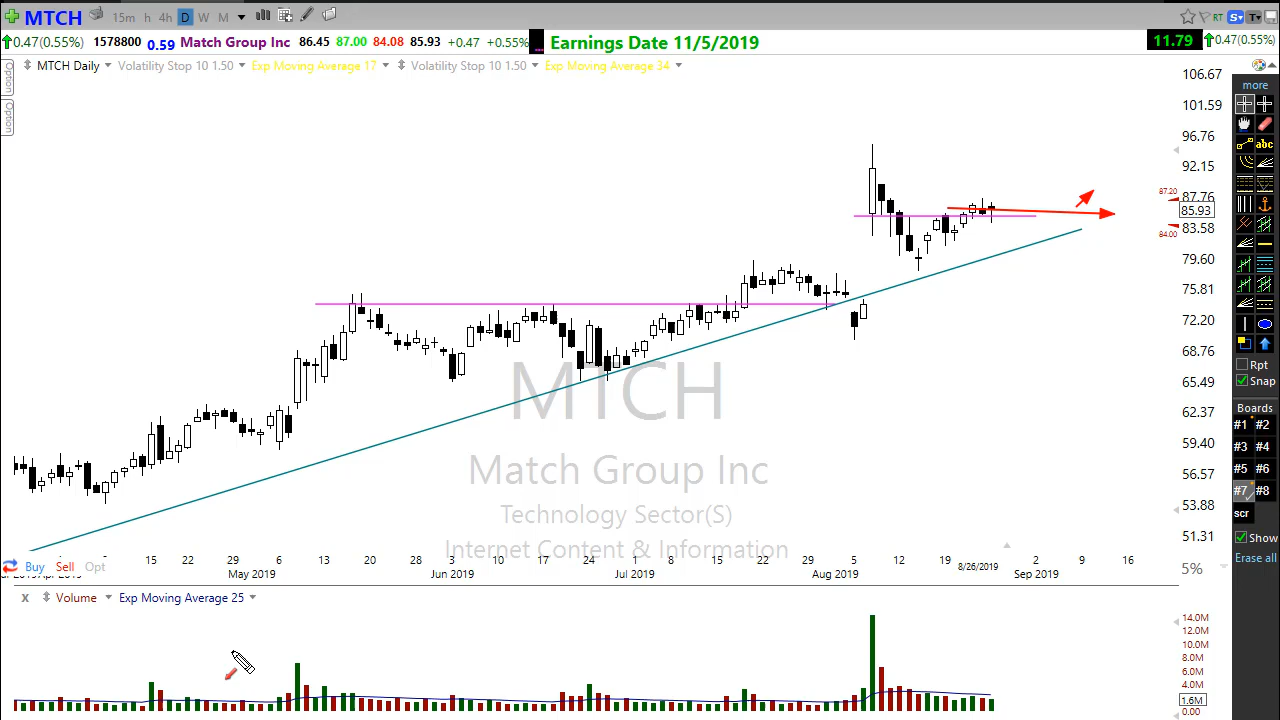 MTCH 15m h 4h D W M RT S T
0.47(0.55%) 1578800 0.59 Match Group Inc 86.45 87.00 84.08 85.93 +0.47 +0.55% Earnings Date 11/5/2019 11.79 0.47(0.55%)
MTCH Daily Volatility Stop 10 1.50 Exp Moving Average 17 Volatility Stop 10 1.50 Exp Moving Average 34
Option
Option
106.67
101.59
96.76
92.15
87.20
87.76
85.93
83.58
84.00
79.60
75.81
72.20
68.76
65.49
62.37
59.40
56.57
53.88
51.31
MTCH
Match Group Inc
Technology Sector(S)
Internet Content & Information
more
abc
Rpt
Snap
Boards
#1 #2
#3 #4
#5 #6
#7 #8
scr
Show
Erase all
15 22 29 6 13 20 28 3 10 17 24 1 8 15 22 29 5 12 19 8/26/2019 2 9 16
May 2019 Jun 2019 Jul 2019 Aug 2019 Sep 2019
Buy Sell Opt
5%
x Volume Exp Moving Average 25
14.0M
12.0M
10.0M
8.0M
6.0M
4.0M
1.6M
0.00